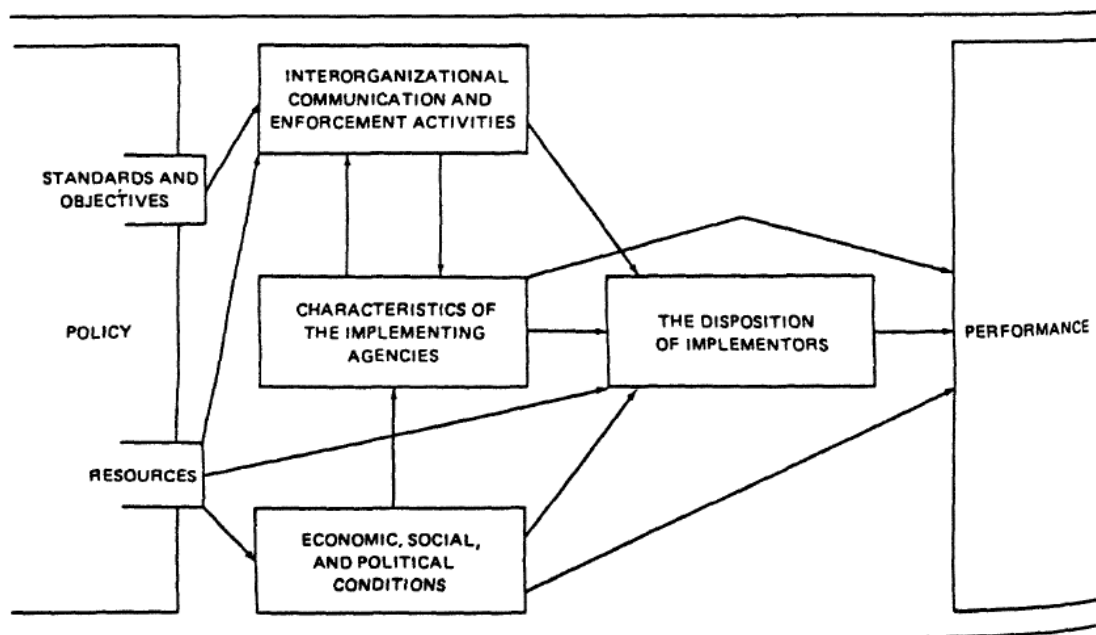 INTERORGANIZATIONAL
COMMUNICATION AND
ENFORCEMENT ACTIVITIES
STANDARDS AND
OBJECTIVES
POLICY
CHARACTERISTICS OF
THE IMPLEMENTING
AGENCIES
THE DISPOSITION
OF IMPLEMENTORS
PERFORMANCE
RESOURCES
ECONOMIC, SOCIAL,
AND POLITICAL
CONDITIONS